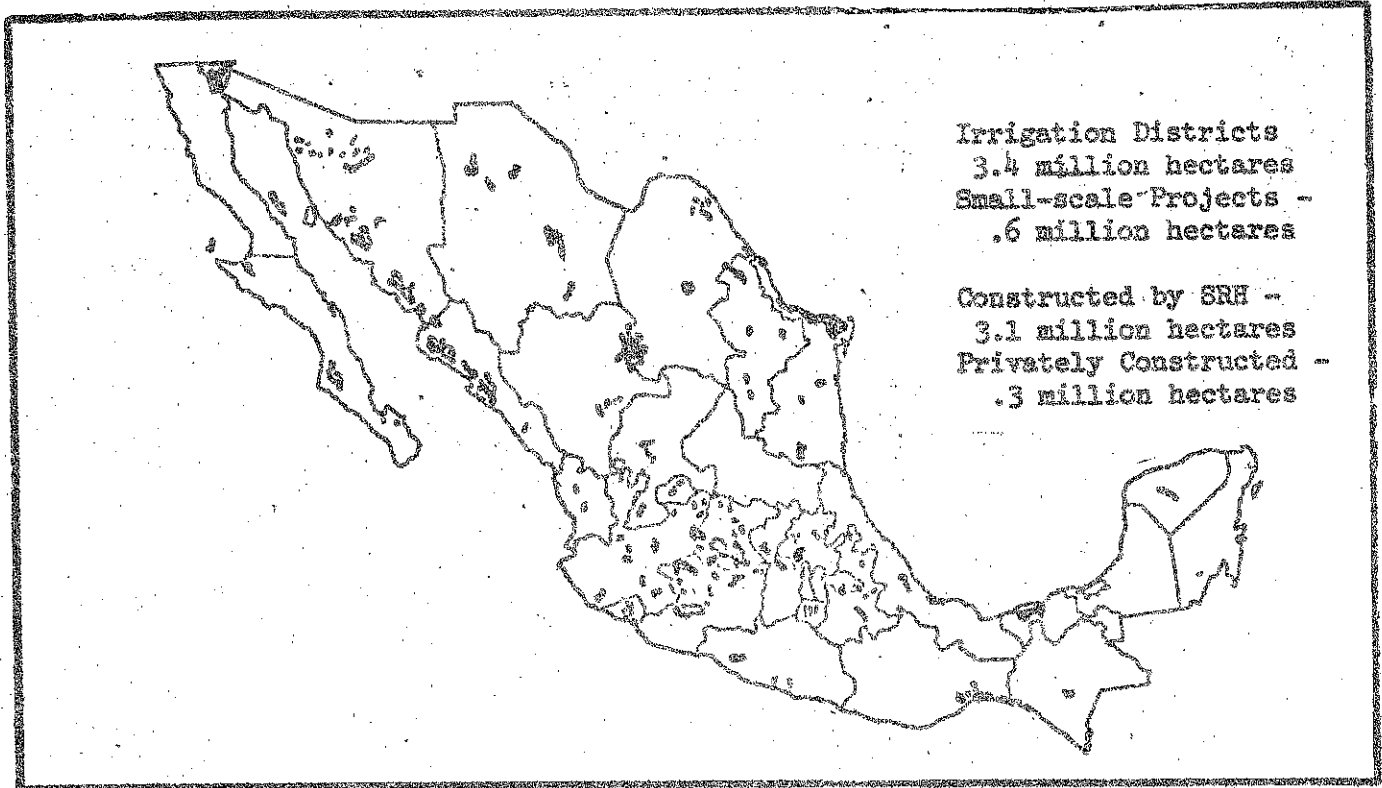 Irrigation Districts
3.4 million hectares
Small-scale Projects -
.6 million hectares
Constructed by SRH -
3.1 million hectares
Privately Constructed -
.3 million hectares